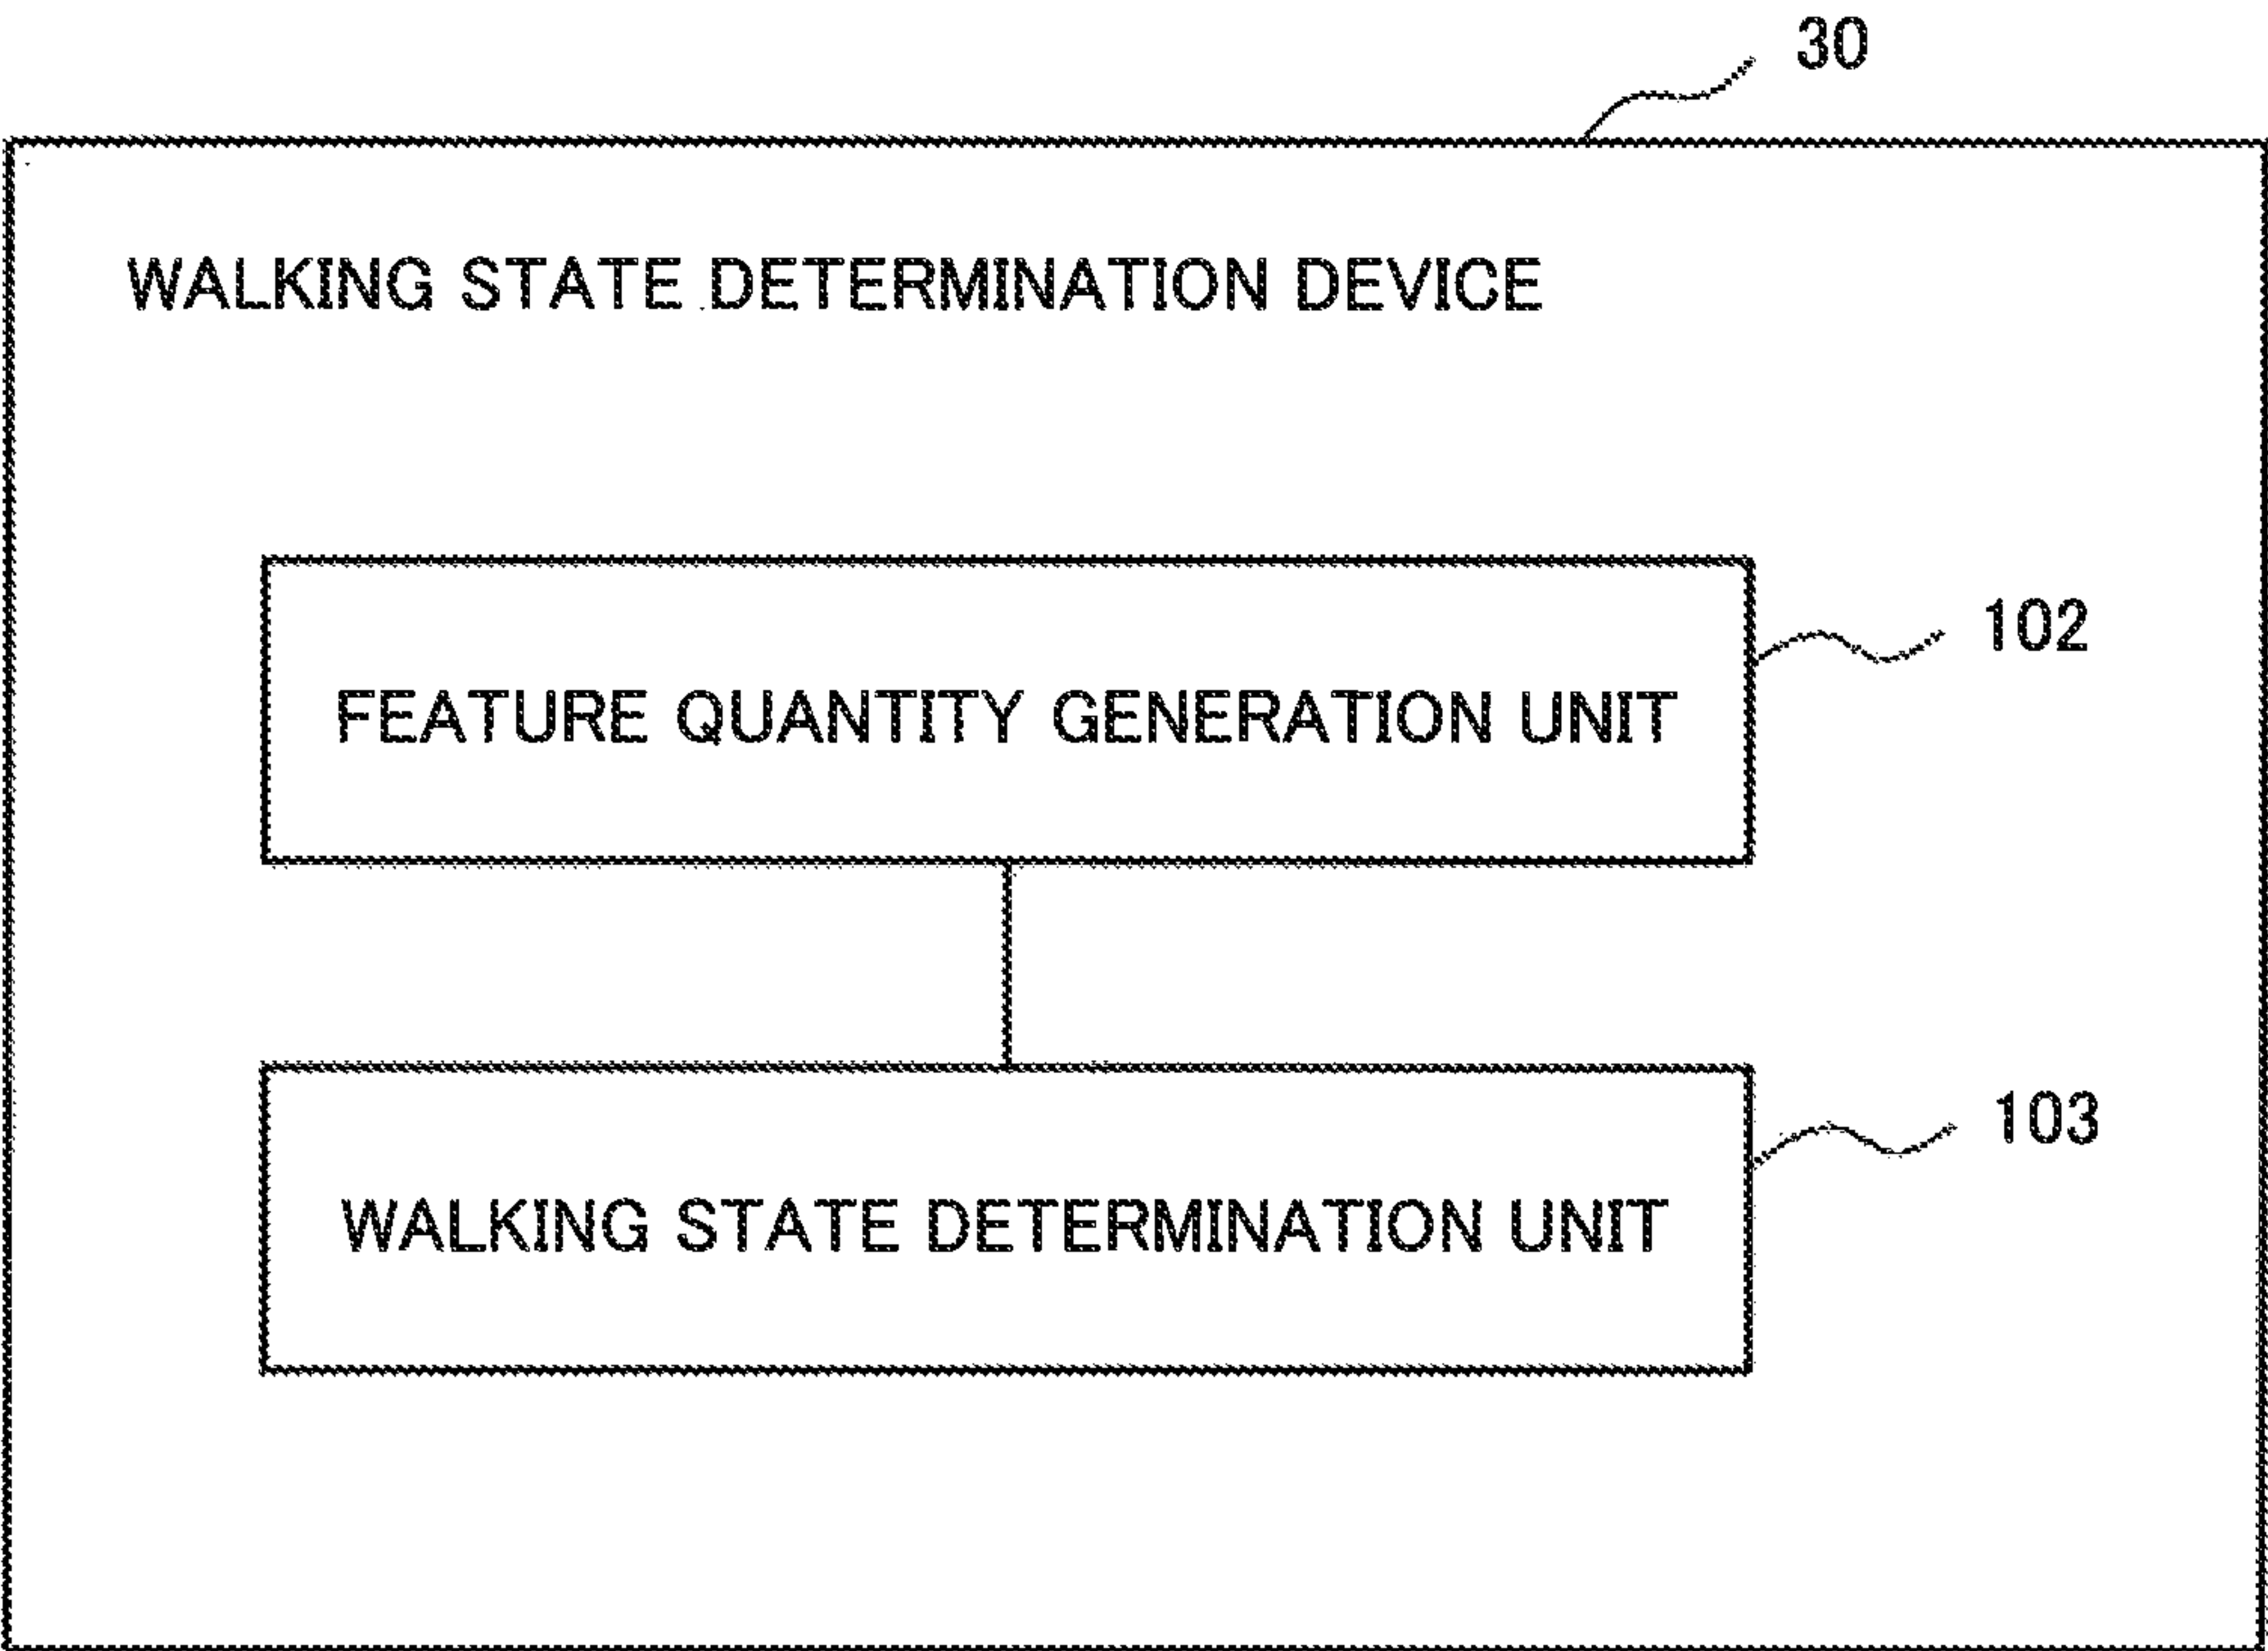 30
WALKING STATE DETERMINATION DEVICE
102
FEATURE QUANTITY GENERATION UNIT
103
WALKING STATE DETERMINATION UNIT